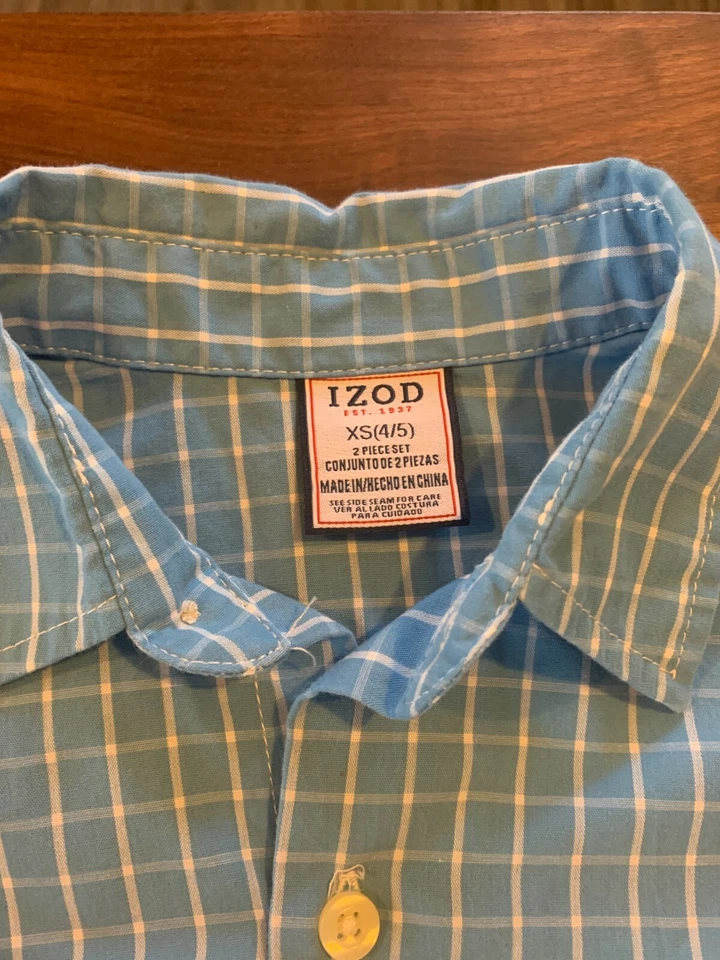 IZOD
EST. 1937
XS(4/5)
2 PIECE SET
CONJUNTO DE 2 PIEZAS
MADE IN/HECHO EN CHINA
SEE SIDE SEAM FOR CARE
VER AL LADO COSTURA
PARA CUIDADO